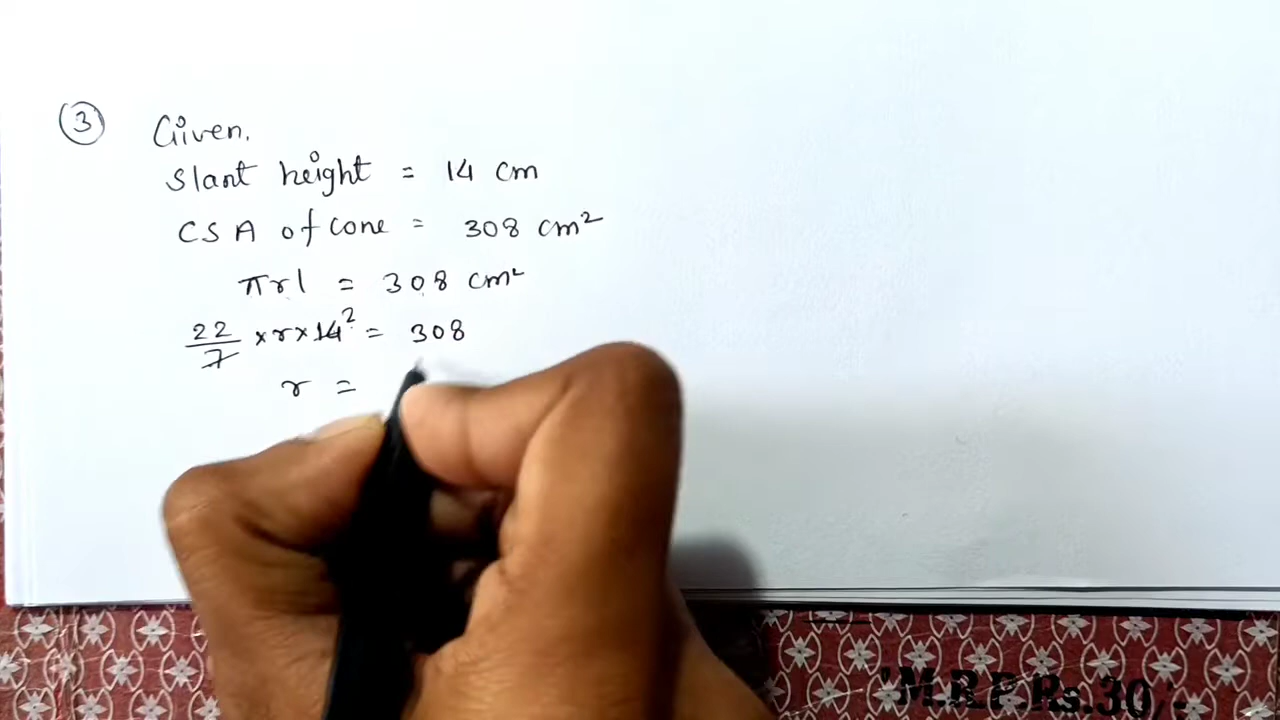 3 Given.
Slant height = 14 cm
CSA of cone = 308 cm²
πrl = 308 cm²
22/7 × r × 14² = 308
r =
M.R.P. Rs.30/-